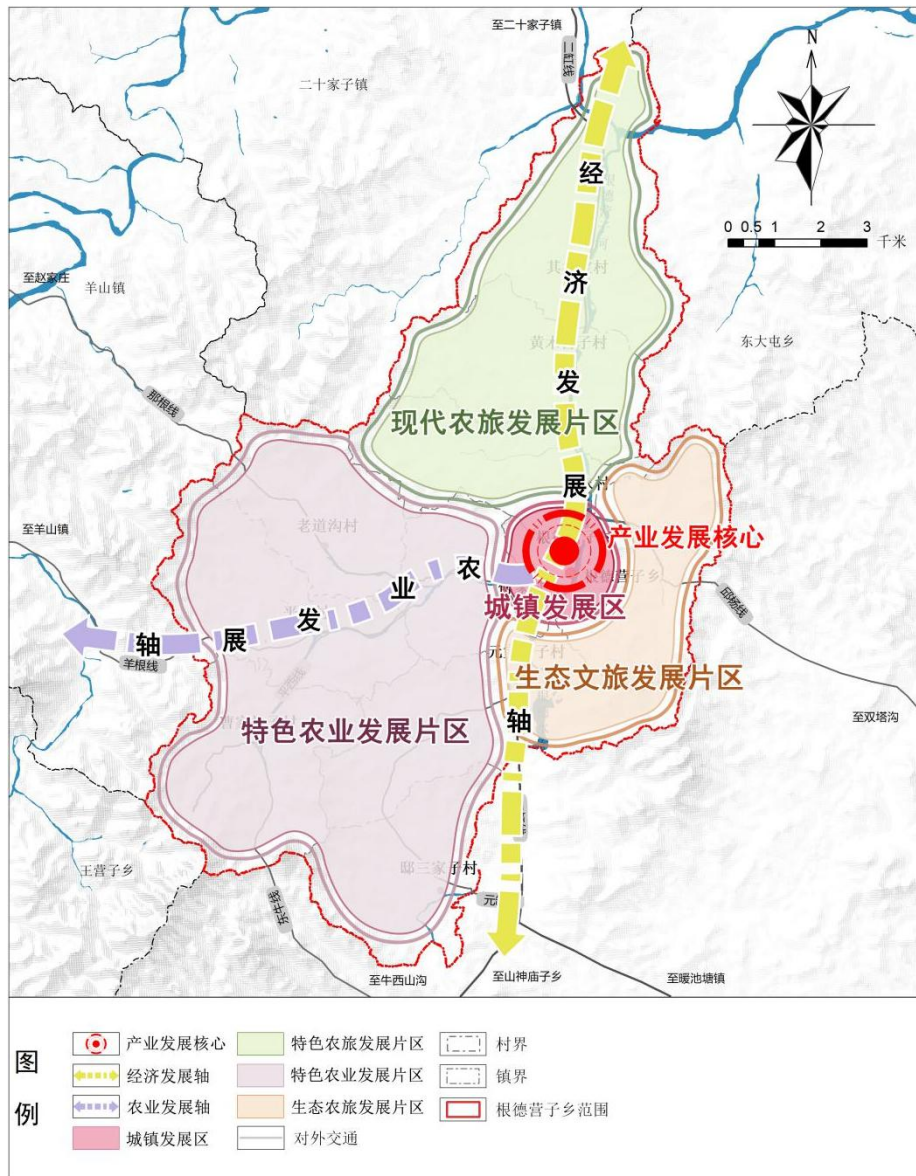 至二十家子镇
二缸线
二十家子镇
N
0 0.5 1 2 3
千米
经济发展轴
至赵家庄
羊山镇
东大屯乡
那根线
现代农旅发展片区
老道沟村
产业发展核心
至羊山镇
农业发展轴
城镇发展区
邱杨线
羊根线
生态文旅发展片区
至双塔沟
特色农业发展片区
王营子乡
邸三家子村
东牛线
至牛西山沟
至山神庙子乡
至暖池塘镇
图例
产业发展核心
特色农旅发展片区
村界
经济发展轴
特色农业发展片区
镇界
农业发展轴
生态农旅发展片区
根德营子乡范围
城镇发展区
对外交通